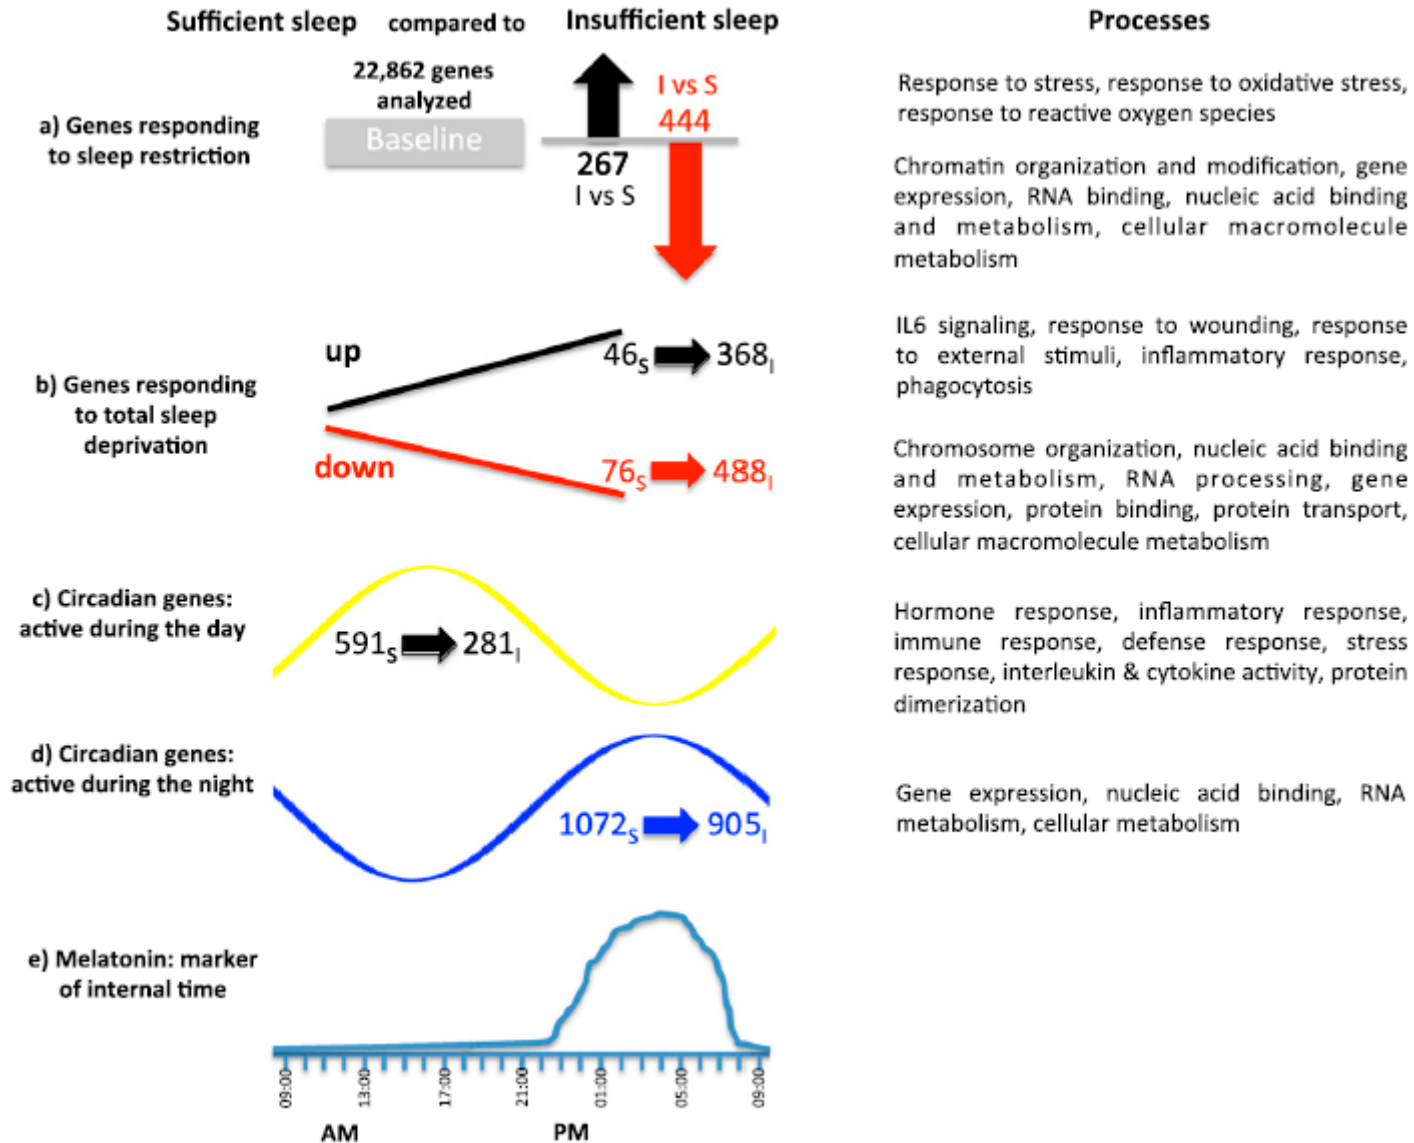 Sufficient sleep compared to Insufficient sleep Processes
22,862 genes
analyzed
Baseline
I vs S
444
267
I vs S
a) Genes responding
to sleep restriction
Response to stress, response to oxidative stress,
response to reactive oxygen species
Chromatin organization and modification, gene
expression, RNA binding, nucleic acid binding
and metabolism, cellular macromolecule
metabolism
b) Genes responding
to total sleep
deprivation
up
46S 368I
down
76S 488I
IL6 signaling, response to wounding, response
to external stimuli, inflammatory response,
phagocytosis
Chromosome organization, nucleic acid binding
and metabolism, RNA processing, gene
expression, protein binding, protein transport,
cellular macromolecule metabolism
c) Circadian genes:
active during the day
591S 281I
Hormone response, inflammatory response,
immune response, defense response, stress
response, interleukin & cytokine activity, protein
dimerization
d) Circadian genes:
active during the night
1072S 905I
Gene expression, nucleic acid binding, RNA
metabolism, cellular metabolism
e) Melatonin: marker
of internal time
09:00 13:00 17:00 21:00 01:00 05:00 09:00
AM PM